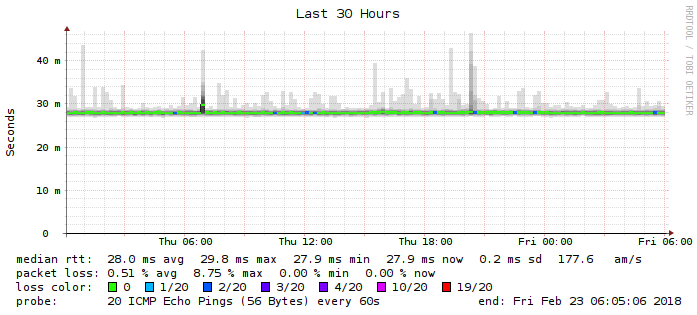 Last 30 Hours
RRDTOOL / TOBI OETIKER
Seconds
40 m
30 m
20 m
10 m
0
Thu 06:00 Thu 12:00 Thu 18:00 Fri 00:00 Fri 06:00
median rtt: 28.0 ms avg 29.8 ms max 27.9 ms min 27.9 ms now 0.2 ms sd 177.6 am/s
packet loss: 0.51 % avg 8.75 % max 0.00 % min 0.00 % now
loss color: 0 1/20 2/20 3/20 4/20 10/20 19/20
probe: 20 ICMP Echo Pings (56 Bytes) every 60s end: Fri Feb 23 06:05:06 2018